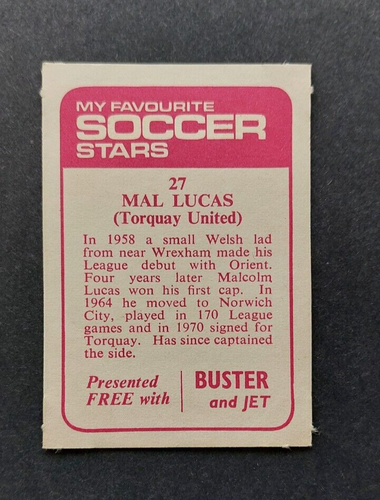 MY FAVOURITE
SOCCER
STARS
27
MAL LUCAS
(Torquay United)
In 1958 a small Welsh lad
from near Wrexham made his
League debut with Orient.
Four years later Malcolm
Lucas won his first cap. In
1964 he moved to Norwich
City, played in 170 League
games and in 1970 signed for
Torquay. Has since captained
the side.
Presented
FREE with
BUSTER
and JET